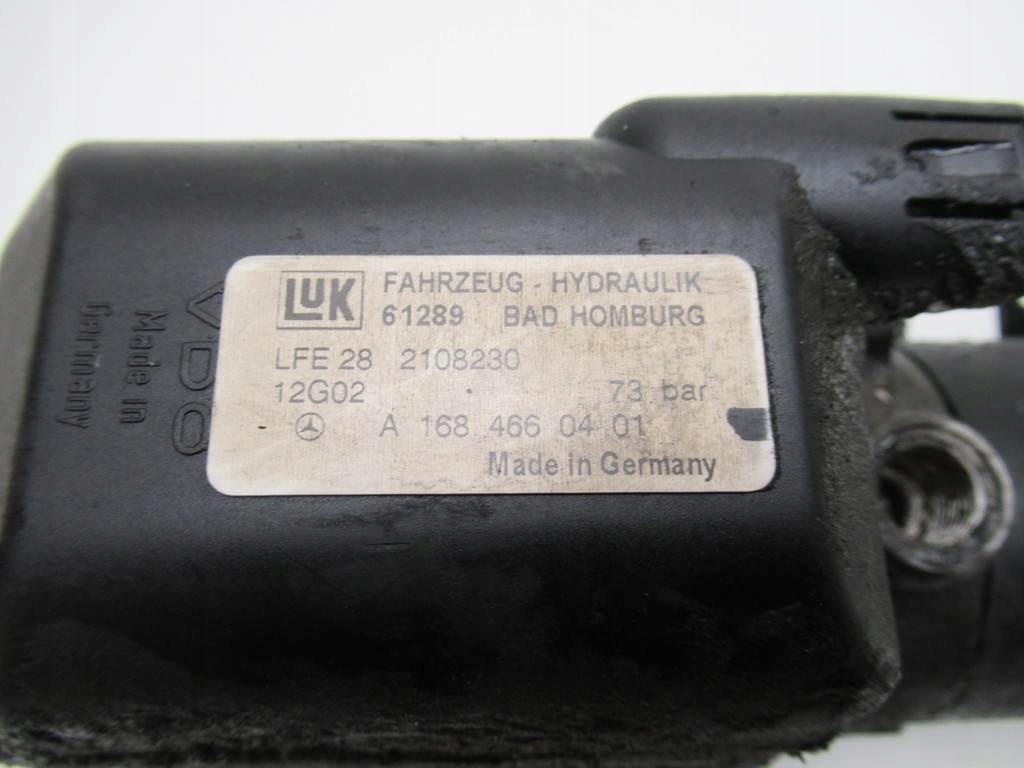 LuK FAHRZEUG - HYDRAULIK
61289 BAD HOMBURG
LFE 28 2108230
12G02 73 bar
A 168 466 04 01
Made in Germany
VDO
Made in
Germany